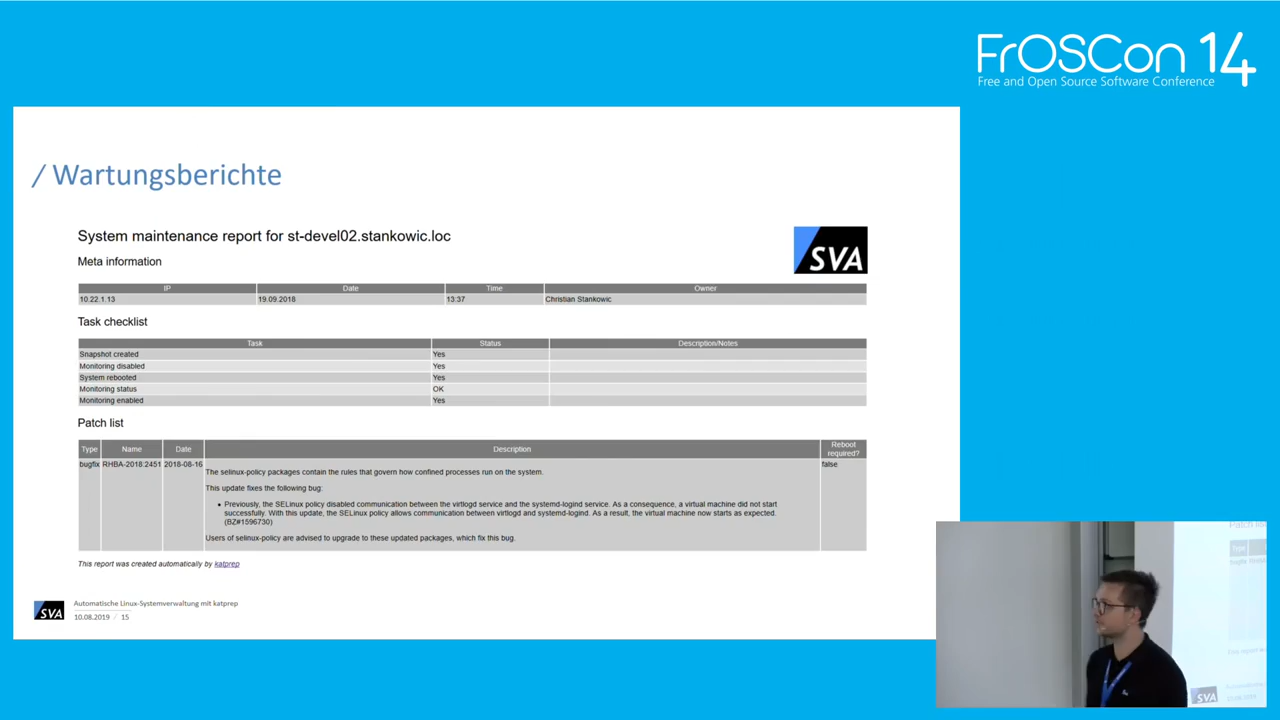 FrOSCon 14
Free and Open Source Software Conference
/ Wartungsberichte
System maintenance report for st-devel02.stankowic.loc
SVA
Meta information
IP Date Time Owner
10.22.1.13 19.09.2018 13:37 Christian Stankowic
Task checklist
Task Status Description/Notes
Snapshot created Yes
Monitoring disabled Yes
System rebooted Yes
Monitoring status OK
Monitoring enabled Yes
Patch list
Type Name Date Description Reboot required?
bugfix RHBA-2018:2451 2018-08-16 false
The selinux-policy packages contain the rules that govern how confined processes run on the system.
This update fixes the following bug:
• Previously, the SELinux policy disabled communication between the virtlogd service and the systemd-logind service. As a consequence, a virtual machine did not start
successfully. With this update, the SELinux policy allows communication between virtlogd and systemd-logind. As a result, the virtual machine now starts as expected.
(BZ#1596730)
Users of selinux-policy are advised to upgrade to these updated packages, which fix this bug.
This report was created automatically by katprep
SVA
Automatische Linux-Systemverwaltung mit katprep
10.08.2019 / 15
Patch
Type
SVA